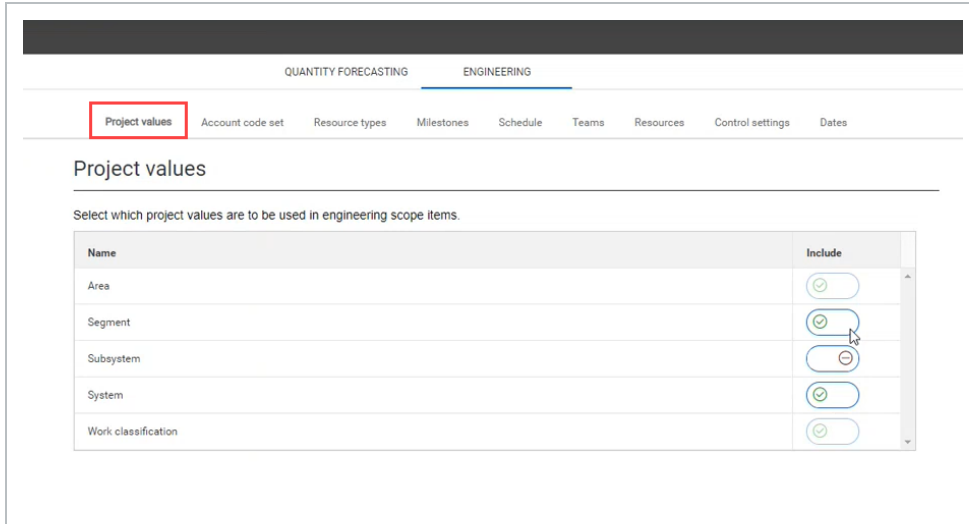 QUANTITY FORECASTING ENGINEERING
Project values Account code set Resource types Milestones Schedule Teams Resources Control settings Dates
Project values
Select which project values are to be used in engineering scope items.
Name Include
Area
Segment
Subsystem
System
Work classification